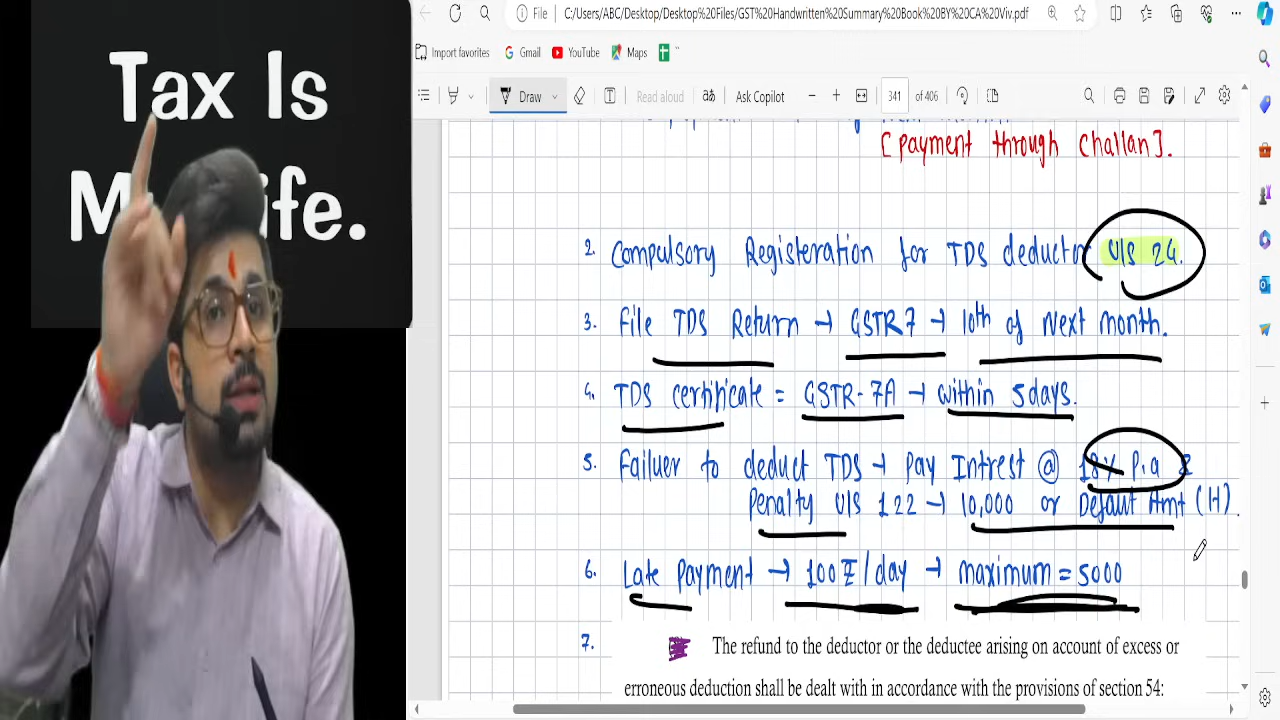 Tax Is
ife.
File C:/Users/ABC/Desktop/Desktop%20Files/GST%20Handwritten%20Summary%20Book%20BY%20CA%20Viv.pdf
Import favorites Gmail YouTube Maps
Draw Read aloud Ask Copilot 341 of 406
[payment through Challan].
2. Compulsory Registeration for TDS deductor U/S 24.
3. File TDS Return → GSTR7 → 10th of Next month.
4. TDS certificate = GSTR-7A → within 5days.
5. Failuer to deduct TDS → Pay Intrest @ 18% P.a &
Penalty U/S 122 → 10,000 or Default Amt (H).
6. Late Payment → 100₹/day → maximum = 5000
7. The refund to the deductor or the deductee arising on account of excess or
erroneous deduction shall be dealt with in accordance with the provisions of section 54: